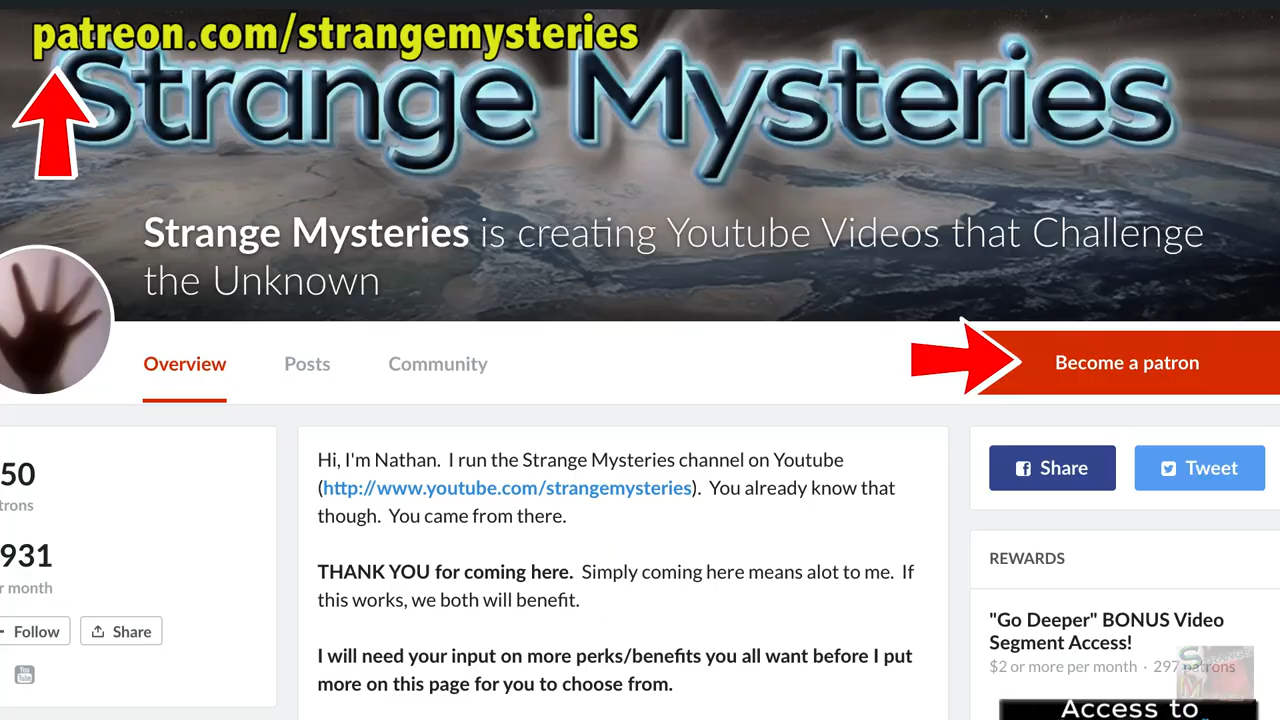 patreon.com/strangemysteries
Strange Mysteries
Strange Mysteries is creating Youtube Videos that Challenge
the Unknown
Overview
Posts
Community
Become a patron
50
trons
931
r month
Follow
Share
You
Tube
Hi, I'm Nathan. I run the Strange Mysteries channel on Youtube
(http://www.youtube.com/strangemysteries). You already know that
though. You came from there.
THANK YOU for coming here. Simply coming here means alot to me. If
this works, we both will benefit.
I will need your input on more perks/benefits you all want before I put
more on this page for you to choose from.
Share
Tweet
REWARDS
"Go Deeper" BONUS Video
Segment Access!
$2 or more per month · 297 patrons
Access to